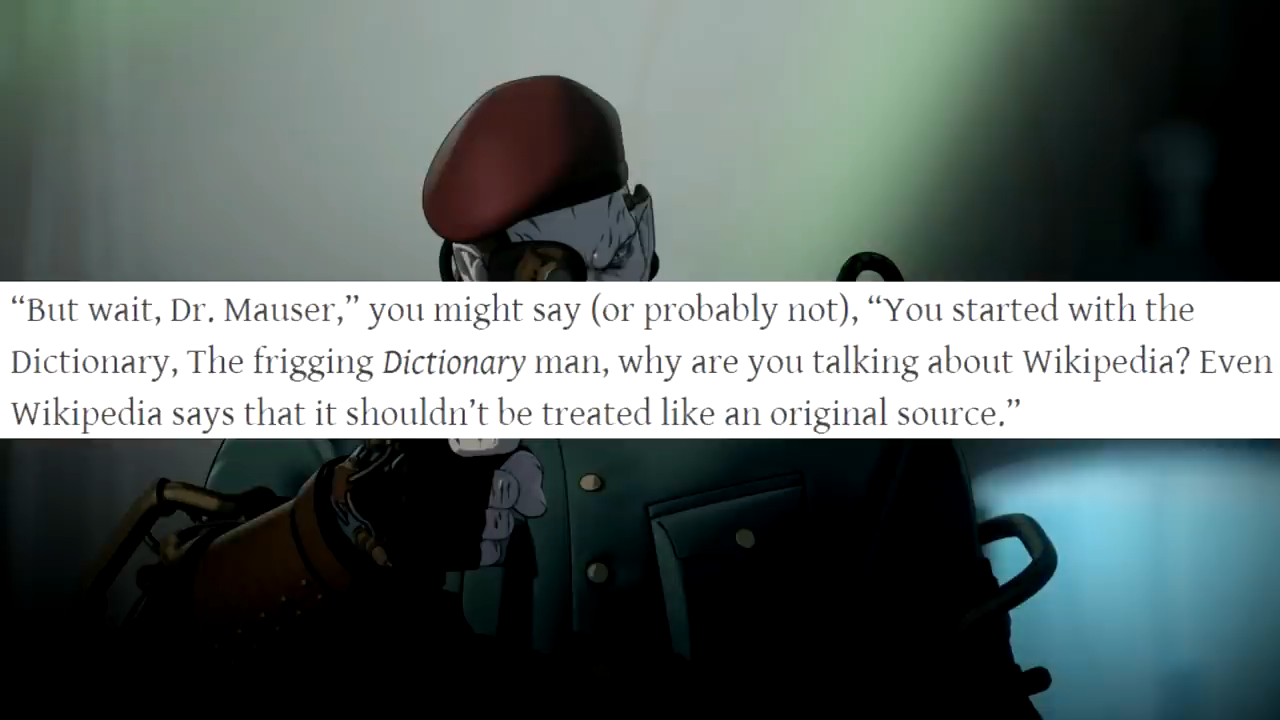 “But wait, Dr. Mauser,” you might say (or probably not), “You started with the
Dictionary, The frigging Dictionary man, why are you talking about Wikipedia? Even
Wikipedia says that it shouldn’t be treated like an original source.”